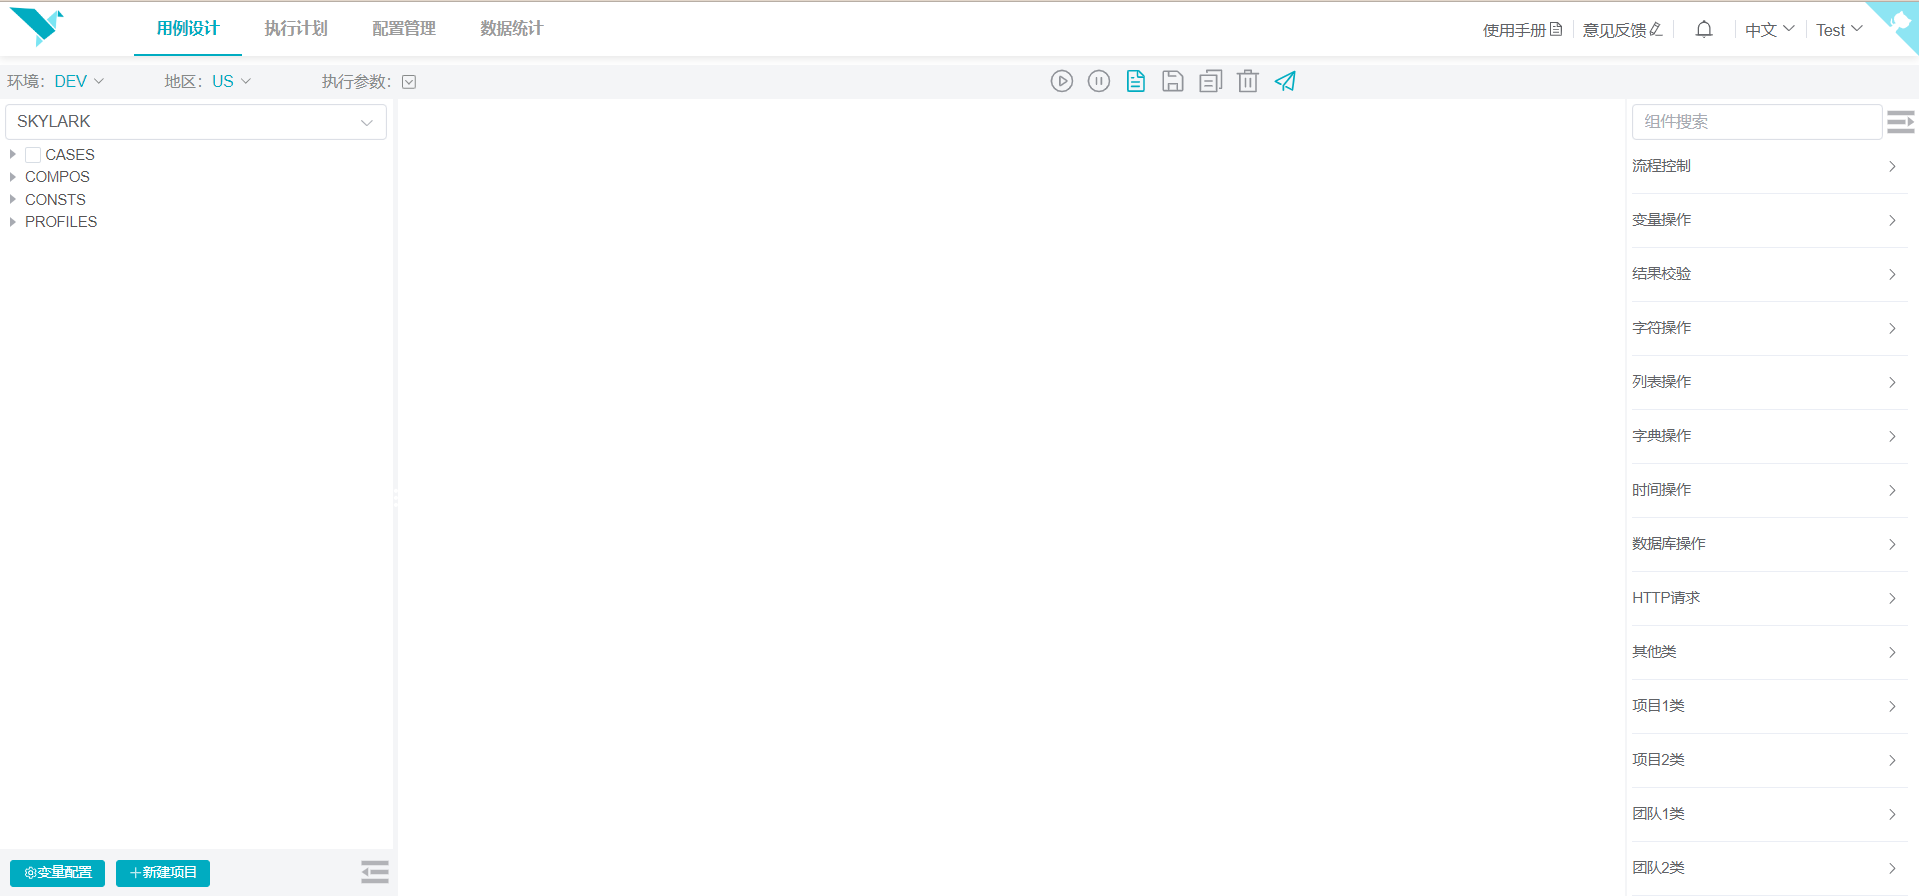 用例设计 执行计划 配置管理 数据统计 使用手册 意见反馈 中文 Test
环境: DEV 地区: US 执行参数:
SKYLARK
CASES
COMPOS
CONSTS
PROFILES
变量配置 新建项目
组件搜索
流程控制
变量操作
结果校验
字符操作
列表操作
字典操作
时间操作
数据库操作
HTTP请求
其他类
项目1类
项目2类
团队1类
团队2类